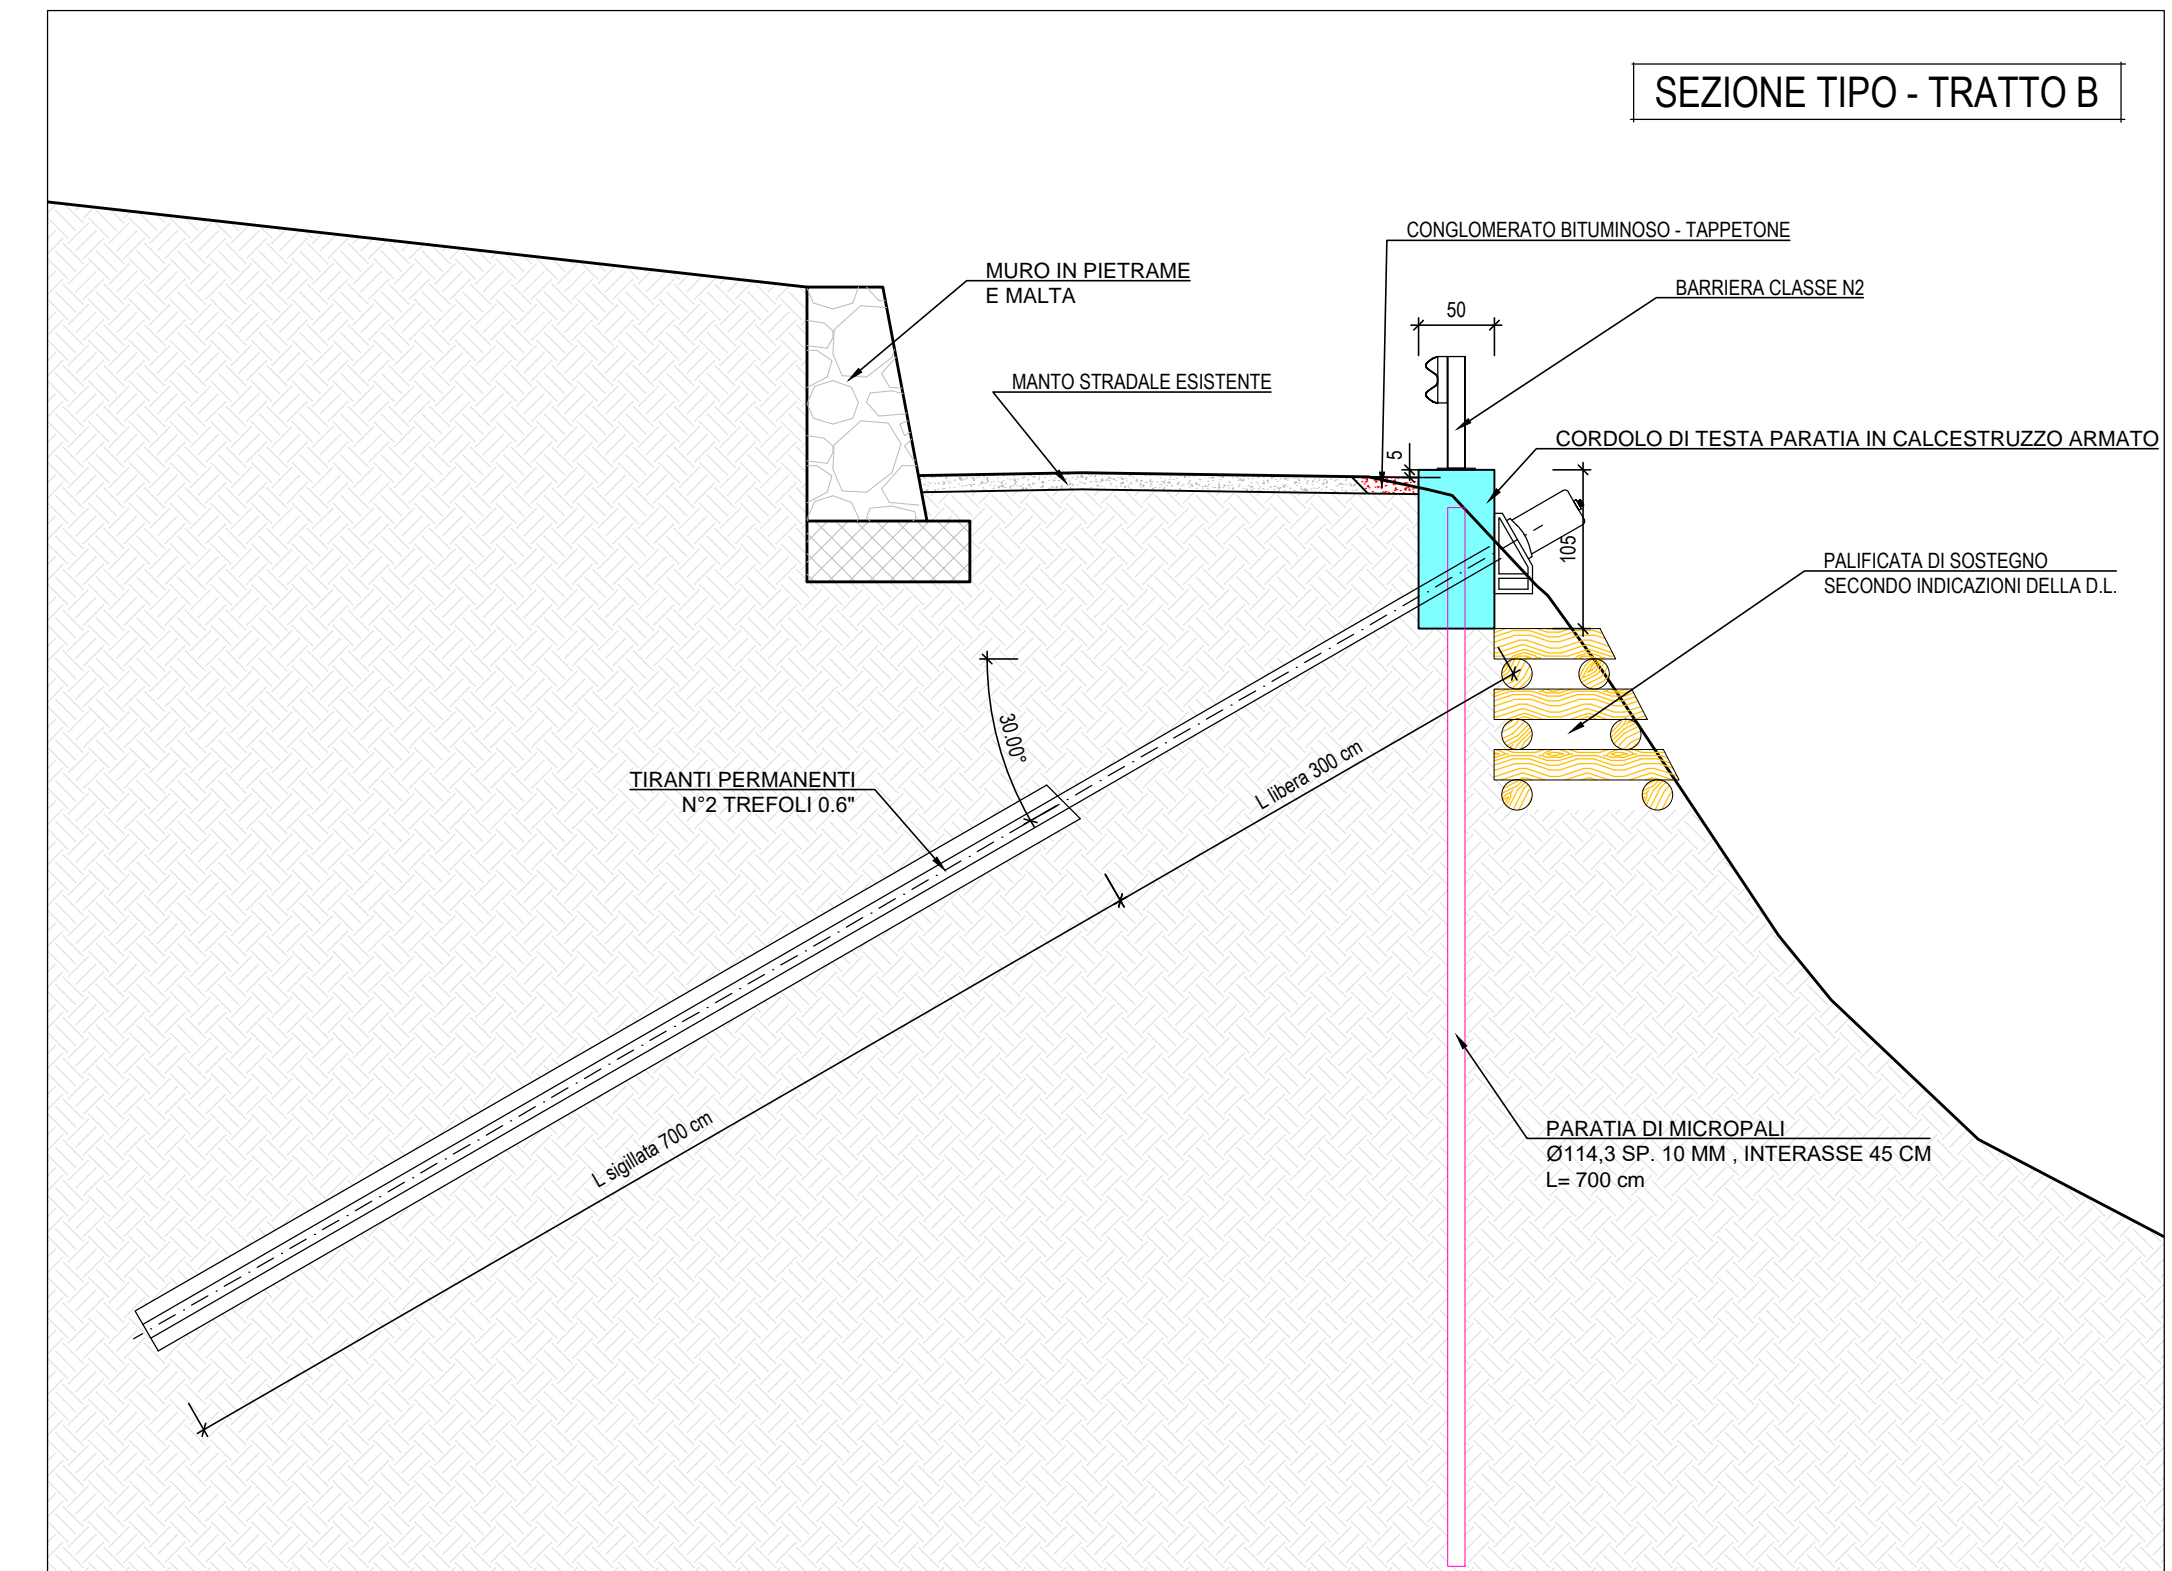 SEZIONE TIPO - TRATTO B
CONGLOMERATO BITUMINOSO - TAPPETONE
MURO IN PIETRAME
E MALTA
BARRIERA CLASSE N2
50
MANTO STRADALE ESISTENTE
5
CORDOLO DI TESTA PARATIA IN CALCESTRUZZO ARMATO
105
PALIFICATA DI SOSTEGNO
SECONDO INDICAZIONI DELLA D.L.
30.00°
TIRANTI PERMANENTI
N°2 TREFOLI 0.6"
L libera 300 cm
L sigillata 700 cm
PARATIA DI MICROPALI
Ø114,3 SP. 10 MM , INTERASSE 45 CM
L= 700 cm